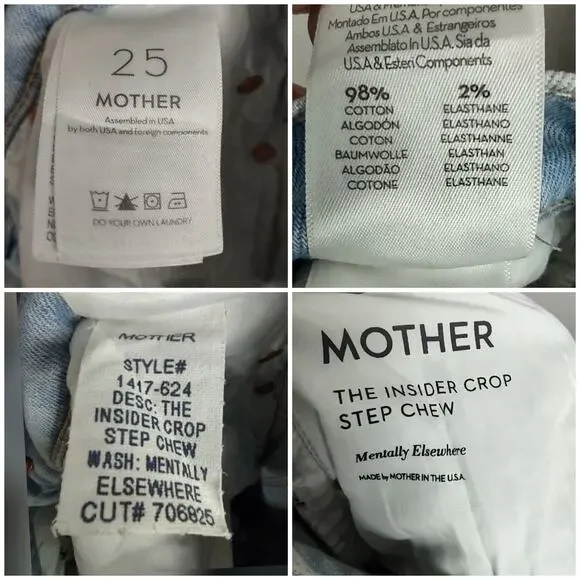 25
MOTHER
Assembled in USA
by both USA and foreign components
DO YOUR OWN LAUNDRY
Montado Em U.S.A. Por componentes
Ambos U.S.A & Estrangeiros
Assemblato In U.S.A. Sia da
U.S.A & Esteri Components
98% 2%
COTTON ELASTHANE
ALGODÓN ELASTHANO
COTON ELASTHANNE
BAUMWOLLE ELASTHAN
ALGODÃO ELASTHANO
COTONE ELASTHANE
MOTHER
STYLE#
1417-624
DESC: THE
INSIDER CROP
STEP CHEW
WASH: MENTALLY
ELSEWHERE
CUT# 706825
MOTHER
THE INSIDER CROP
STEP CHEW
Mentally Elsewhere
MADE by MOTHER IN THE U.S.A.